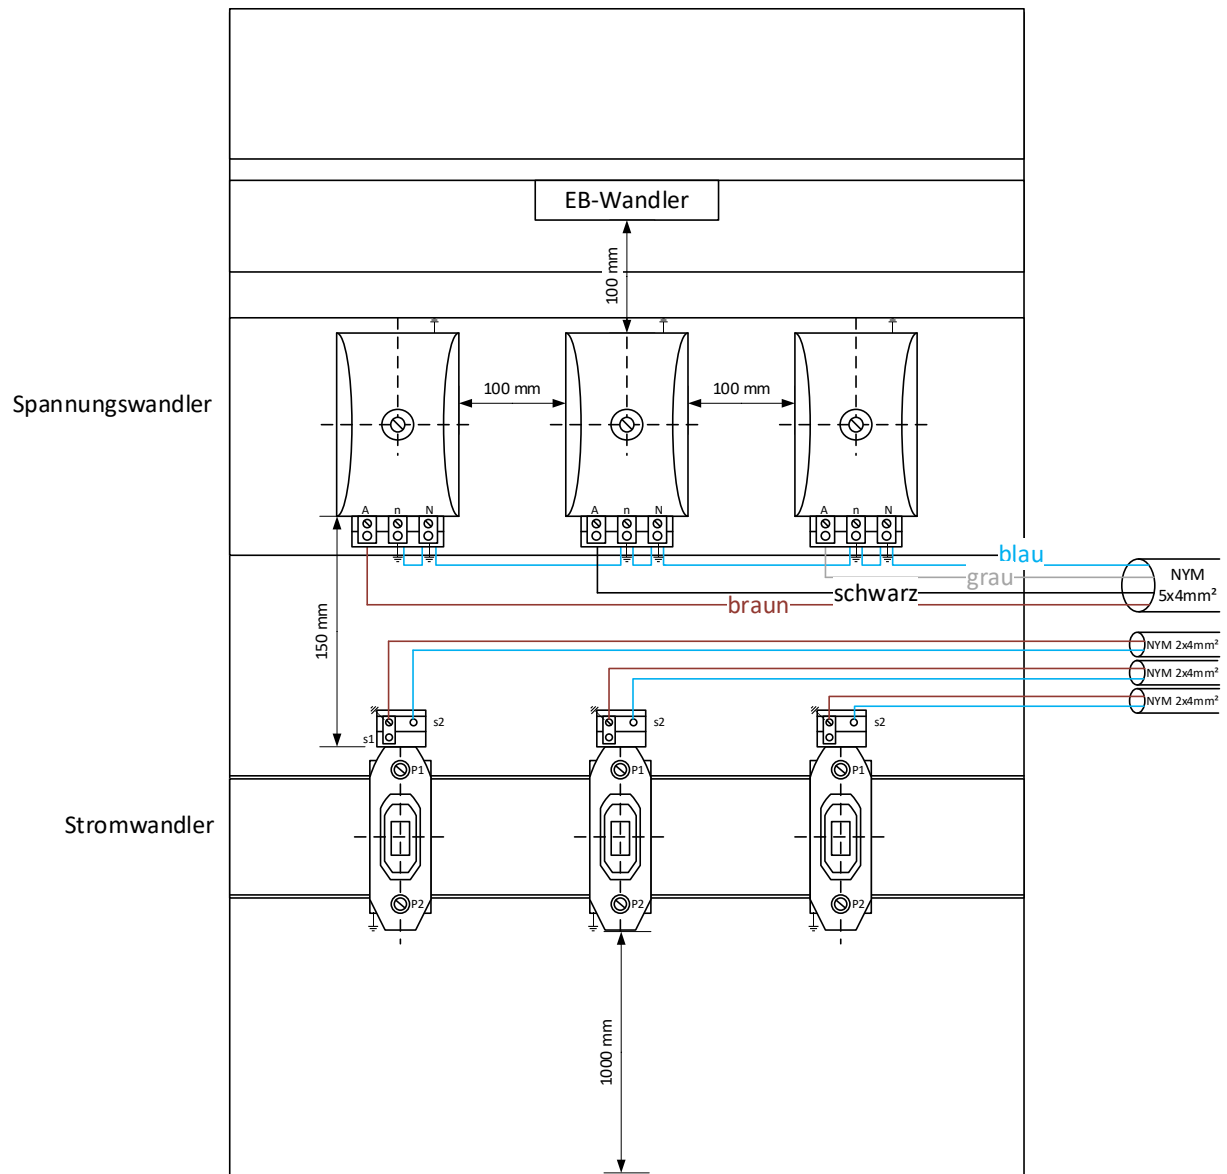 EB-Wandler
100 mm
Spannungswandler
100 mm
100 mm
A n N
A n N
A n N
blau
grau
schwarz
braun
NYM
5x4mm²
150 mm
NYM 2x4mm²
NYM 2x4mm²
NYM 2x4mm²
s1
s2
s2
s2
P1
P1
P1
Stromwandler
P2
P2
P2
1000 mm